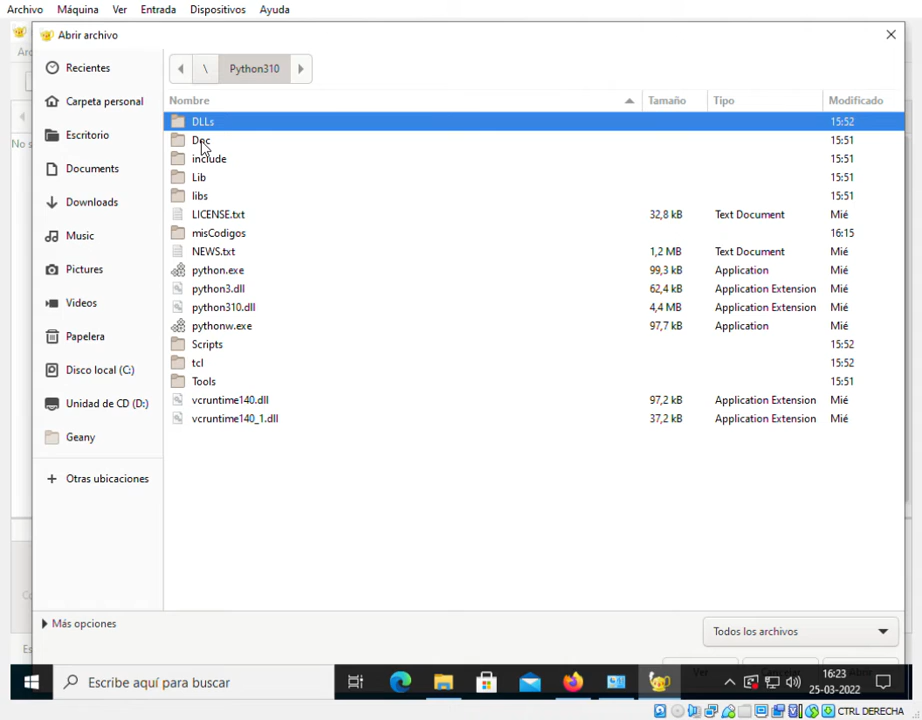 Archivo Máquina Ver Entrada Dispositivos Ayuda
Abrir archivo
Recientes
Carpeta personal
Escritorio
Documents
Downloads
Music
Pictures
Videos
Papelera
Disco local (C:)
Unidad de CD (D:)
Geany
Otras ubicaciones
\ Python310
Nombre Tamaño Tipo Modificado
DLLs 15:52
Doc 15:51
include 15:51
Lib 15:51
libs 15:51
LICENSE.txt 32,8 kB Text Document Mié
misCodigos 16:15
NEWS.txt 1,2 MB Text Document Mié
python.exe 99,3 kB Application Mié
python3.dll 62,4 kB Application Extension Mié
python310.dll 4,4 MB Application Extension Mié
pythonw.exe 97,7 kB Application Mié
Scripts 15:52
tcl 15:52
Tools 15:51
vcruntime140.dll 97,2 kB Application Extension Mié
vcruntime140_1.dll 37,2 kB Application Extension Mié
Más opciones
Todos los archivos
Escribe aquí para buscar
16:23
25-03-2022
CTRL DERECHA